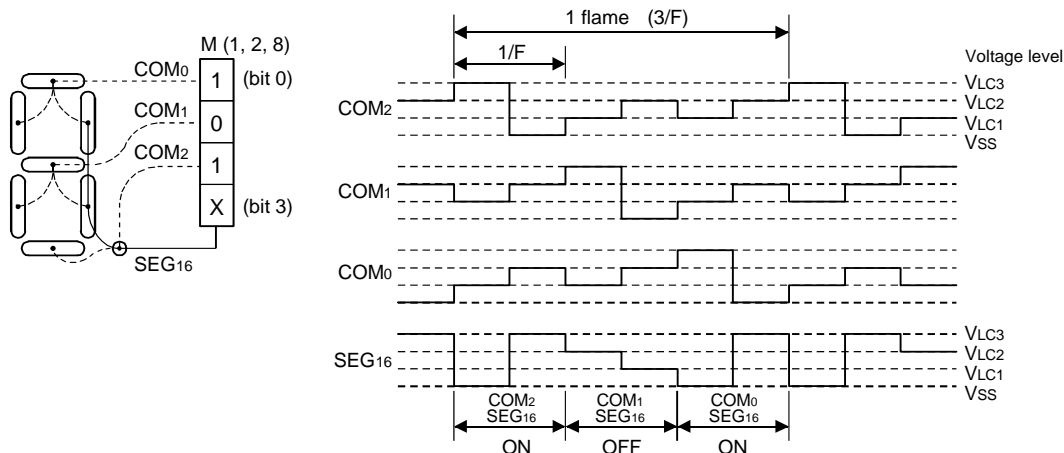 M (1, 2, 8)
COM0
1
(bit 0)
COM1
0
COM2
1
X
(bit 3)
SEG16
1 flame (3/F)
1/F
Voltage level
COM2
VLC3
VLC2
VLC1
VSS
COM1
COM0
SEG16
VLC3
VLC2
VLC1
VSS
COM2 COM1 COM0
SEG16 SEG16 SEG16
ON OFF ON